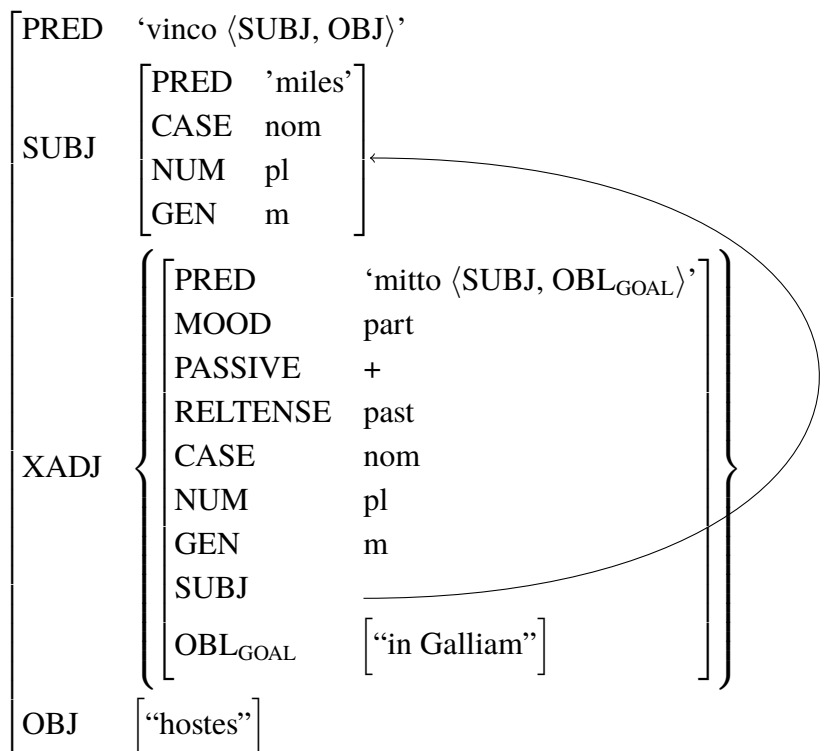 PRED ‘vinco ⟨SUBJ, OBJ⟩’
SUBJ
PRED ’miles’
CASE nom
NUM pl
GEN m
XADJ
PRED ‘mitto ⟨SUBJ, OBL_GOAL⟩’
MOOD part
PASSIVE +
RELTENSE past
CASE nom
NUM pl
GEN m
SUBJ
OBL_GOAL “in Galliam”
OBJ “hostes”